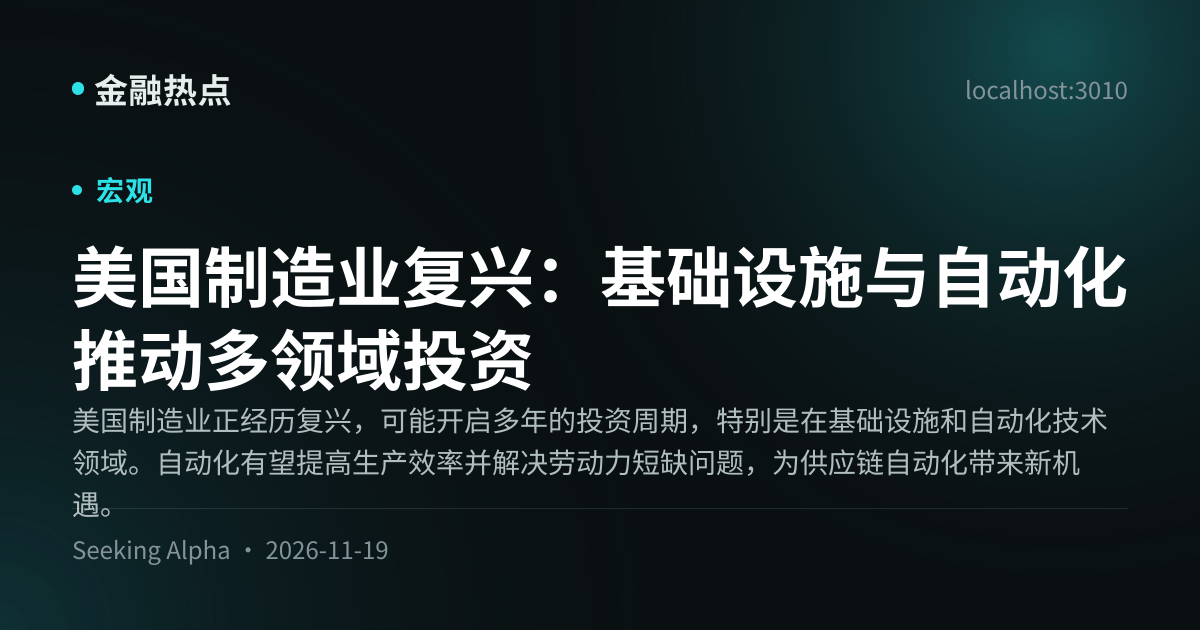 金融热点
localhost:3010
宏观
美国制造业复兴：基础设施与自动化
推动多领域投资
美国制造业正经历复兴，可能开启多年的投资周期，特别是在基础设施和自动化技术
领域。自动化有望提高生产效率并解决劳动力短缺问题，为供应链自动化带来新机
遇。
Seeking Alpha · 2026-11-19